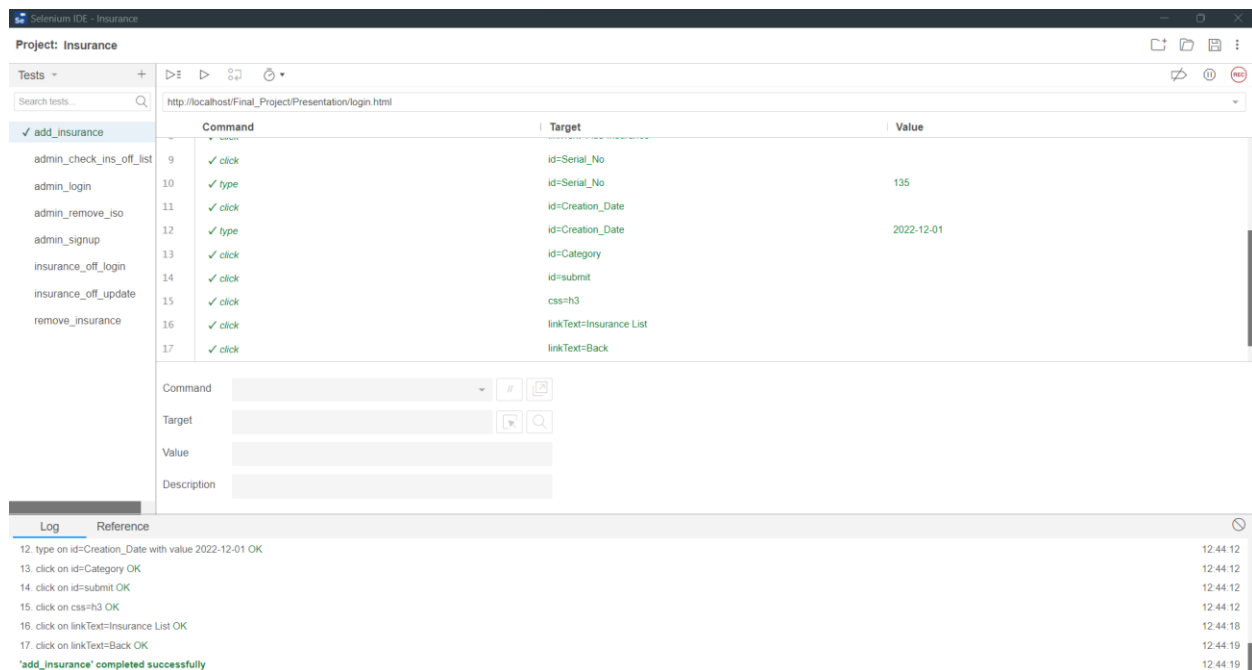 Selenium IDE - Insurance
Project: Insurance
Tests
Search tests...
http://localhost/Final_Project/Presentation/login.html
Command Target Value
✓ add_insurance
admin_check_ins_off_list
admin_login
admin_remove_iso
admin_signup
insurance_off_login
insurance_off_update
remove_insurance
9 ✓ click id=Serial_No
10 ✓ type id=Serial_No 135
11 ✓ click id=Creation_Date
12 ✓ type id=Creation_Date 2022-12-01
13 ✓ click id=Category
14 ✓ click id=submit
15 ✓ click css=h3
16 ✓ click linkText=Insurance List
17 ✓ click linkText=Back
Command //
Target
Value
Description
Log Reference
12. type on id=Creation_Date with value 2022-12-01 OK 12:44:12
13. click on id=Category OK 12:44:12
14. click on id=submit OK 12:44:12
15. click on css=h3 OK 12:44:12
16. click on linkText=Insurance List OK 12:44:18
17. click on linkText=Back OK 12:44:19
'add_insurance' completed successfully 12:44:19
REC